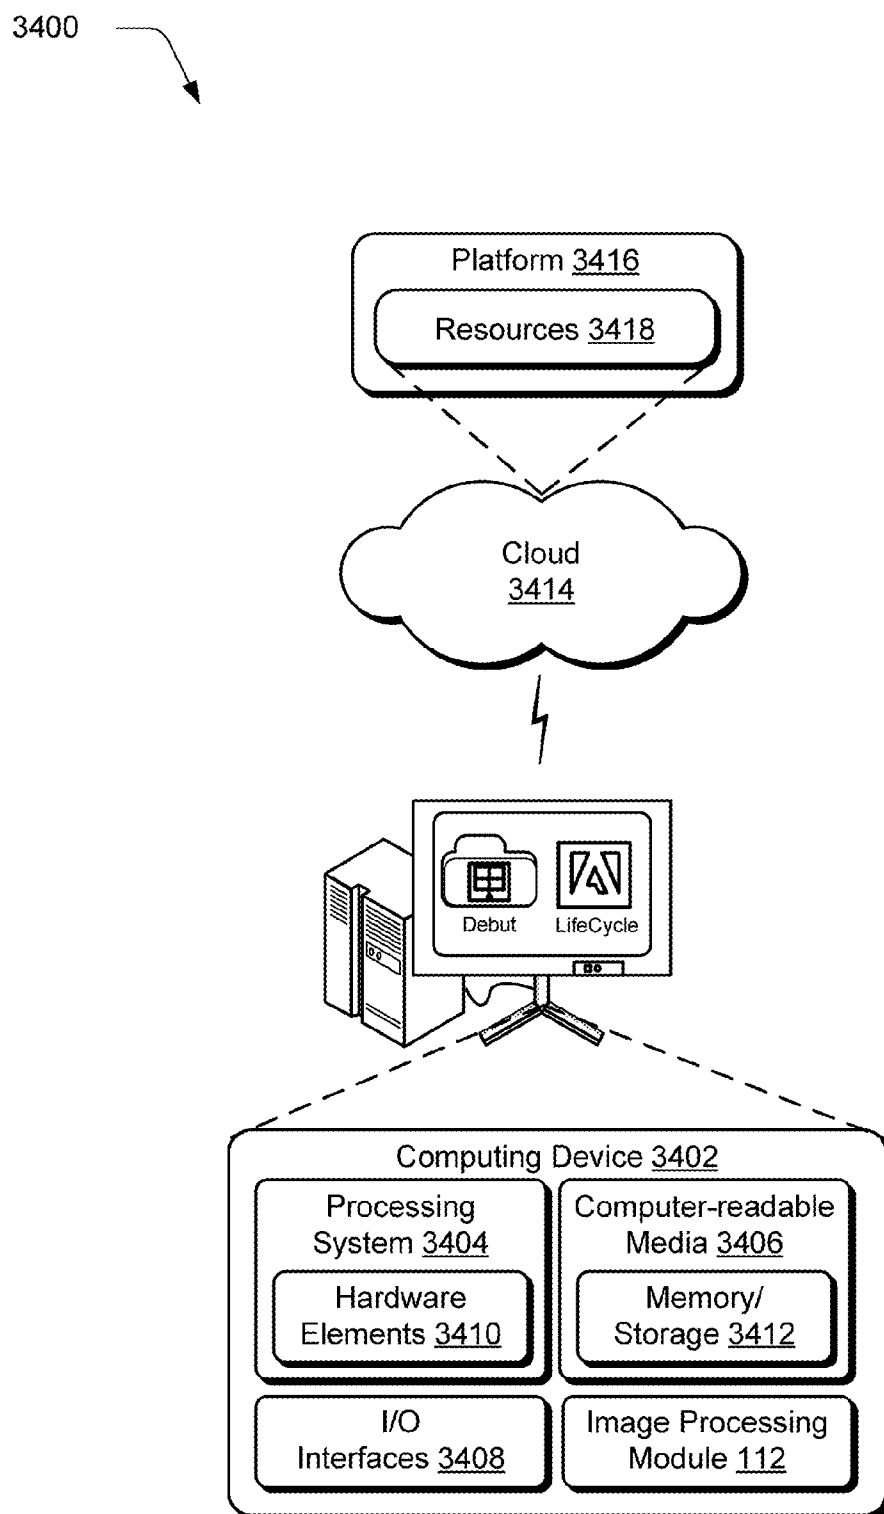 3400
Platform 3416
Resources 3418
Cloud
3414
Debut
LifeCycle
Computing Device 3402
Processing
System 3404
Hardware
Elements 3410
Computer-readable
Media 3406
Memory/
Storage 3412
I/O
Interfaces 3408
Image Processing
Module 112